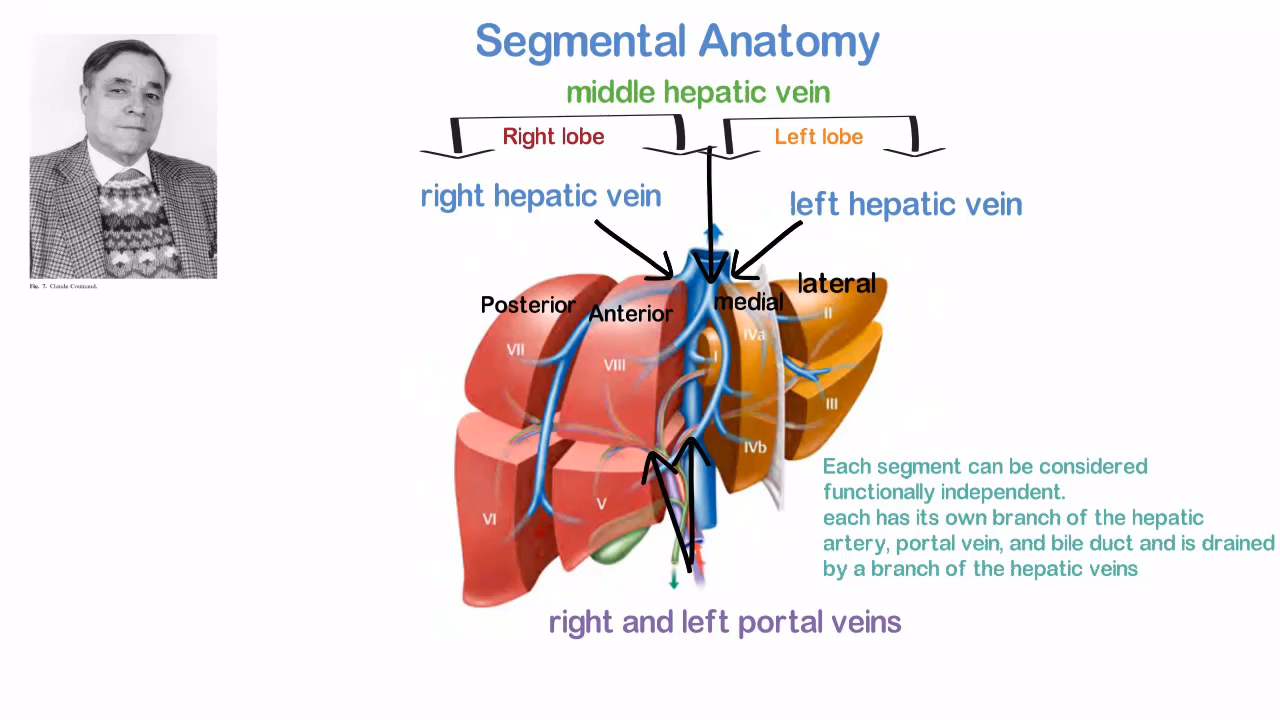 Segmental Anatomy
middle hepatic vein
Right lobe
Left lobe
right hepatic vein
left hepatic vein
Fig. 7. Claude Couinaud.
Posterior
Anterior
medial
lateral
II
IVa
VII
VIII
I
III
IVb
V
VI
Each segment can be considered
functionally independent.
each has its own branch of the hepatic
artery, portal vein, and bile duct and is drained
by a branch of the hepatic veins
right and left portal veins